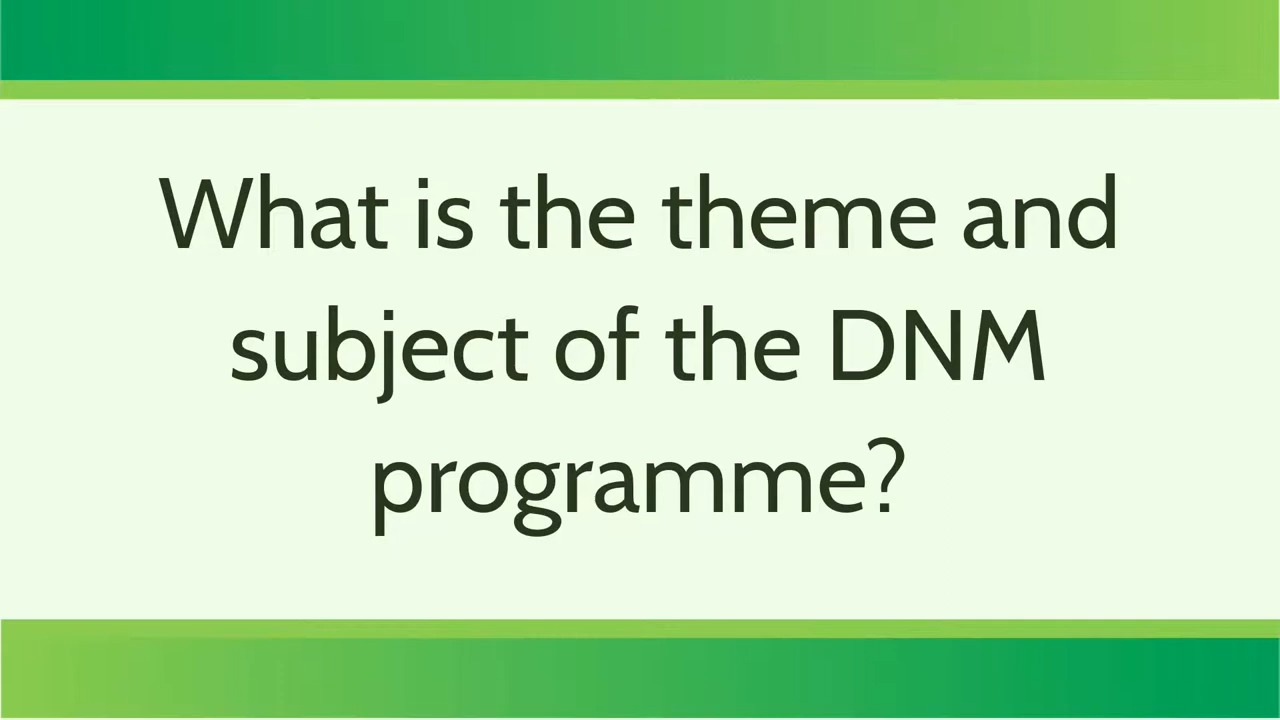 What is the theme and
subject of the DNM
programme?